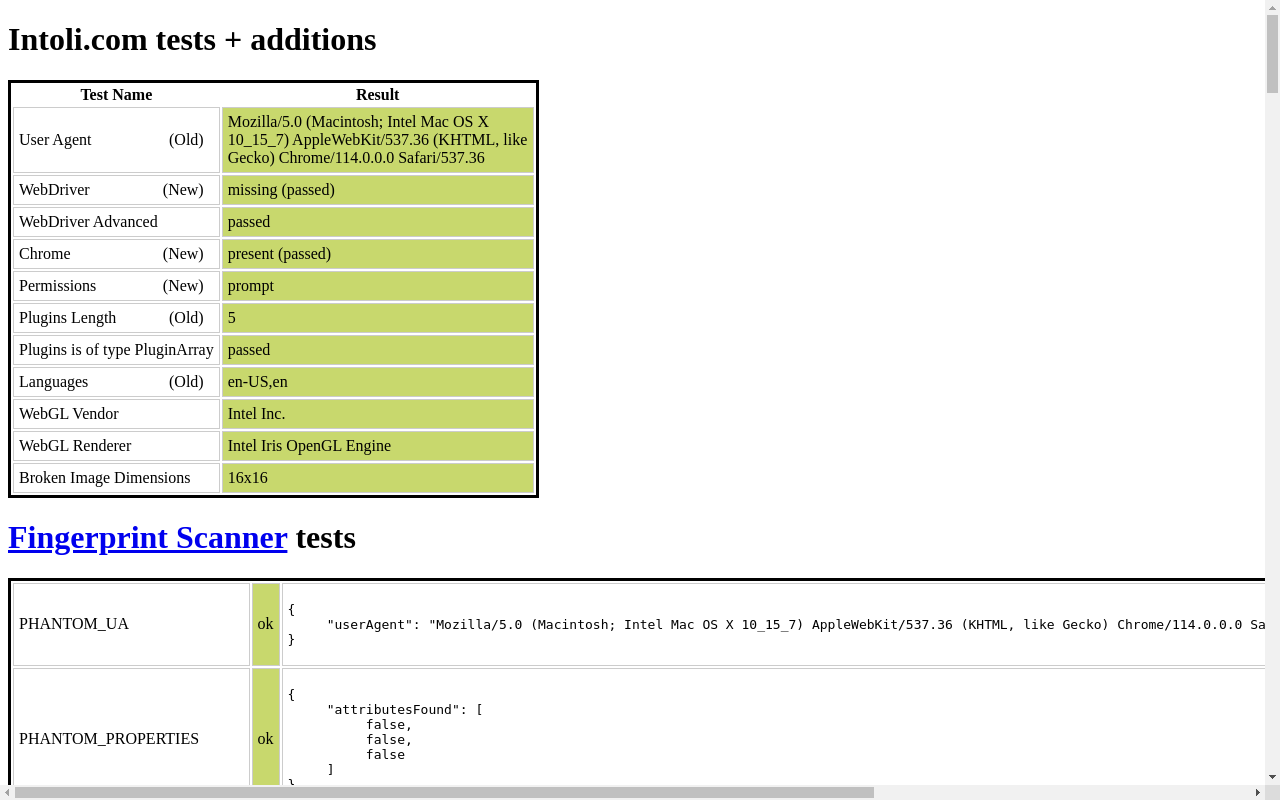 Intoli.com tests + additions
Test Name Result
User Agent (Old) Mozilla/5.0 (Macintosh; Intel Mac OS X
10_15_7) AppleWebKit/537.36 (KHTML, like
Gecko) Chrome/114.0.0.0 Safari/537.36
WebDriver (New) missing (passed)
WebDriver Advanced passed
Chrome (New) present (passed)
Permissions (New) prompt
Plugins Length (Old) 5
Plugins is of type PluginArray passed
Languages (Old) en-US,en
WebGL Vendor Intel Inc.
WebGL Renderer Intel Iris OpenGL Engine
Broken Image Dimensions 16x16
Fingerprint Scanner tests
PHANTOM_UA ok {
"userAgent": "Mozilla/5.0 (Macintosh; Intel Mac OS X 10_15_7) AppleWebKit/537.36 (KHTML, like Gecko) Chrome/114.0.0.0 Sa
}
PHANTOM_PROPERTIES ok {
"attributesFound": [
false,
false,
false
]
}